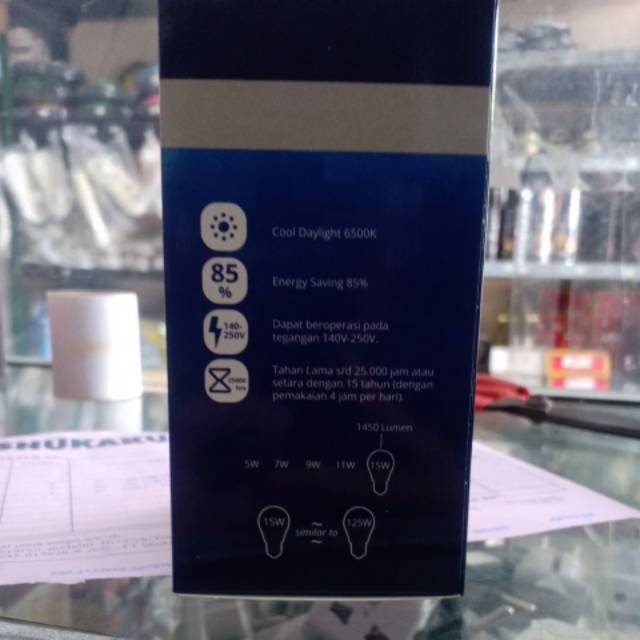 Cool Daylight 6500K
85
%
Energy Saving 85%
140-
250V
Dapat beroperasi pada
tegangan 140V-250V.
Tahan Lama s/d 25.000 jam atau
setara dengan 15 tahun (dengan
pemakaian 4 jam per hari).
1450 Lumen
5W 7W 9W 11W 15W
15W ≈ similar to ≈ 125W
SHUKAKU